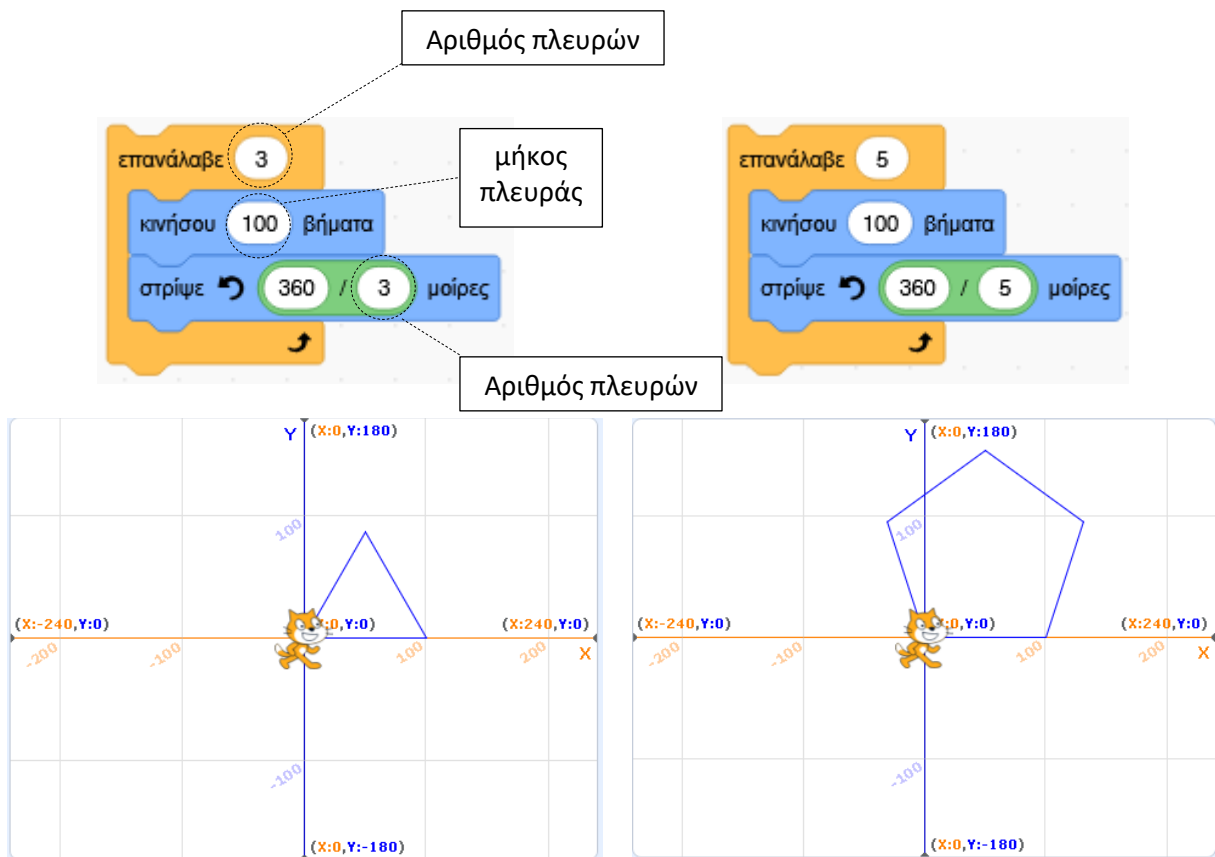 Αριθμός πλευρών
επανάλαβε 3
μήκος
πλευράς
κινήσου 100 βήματα
στρίψε 360 / 3 μοίρες
Αριθμός πλευρών
επανάλαβε 5
κινήσου 100 βήματα
στρίψε 360 / 5 μοίρες
Y (X:0,Y:180)
100
(X:-240,Y:0) :0,Y:0) (X:240,Y:0)
-200 -100 100 200 X
-100
(X:0,Y:-180)
Y (X:0,Y:180)
100
(X:-240,Y:0) :0,Y:0) (X:240,Y:0)
-200 -100 100 200 X
-100
(X:0,Y:-180)